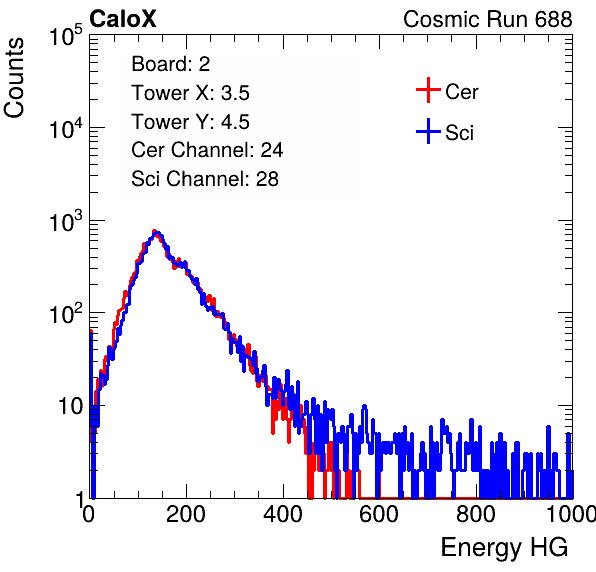 CaloX Cosmic Run 688
Counts
10^5
10^4
10^3
10^2
10
1
Board: 2
Tower X: 3.5
Tower Y: 4.5
Cer Channel: 24
Sci Channel: 28
Cer
Sci
0 200 400 600 800 1000
Energy HG